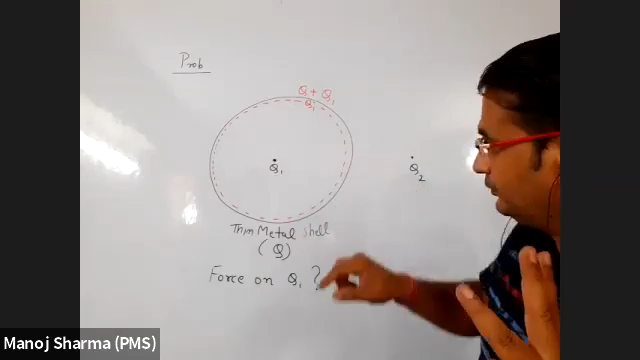 Prob
Q + Q1
Q1
Q1
Q2
Thin Metal shell
(Q)
Force on Q1 ?
Manoj Sharma (PMS)